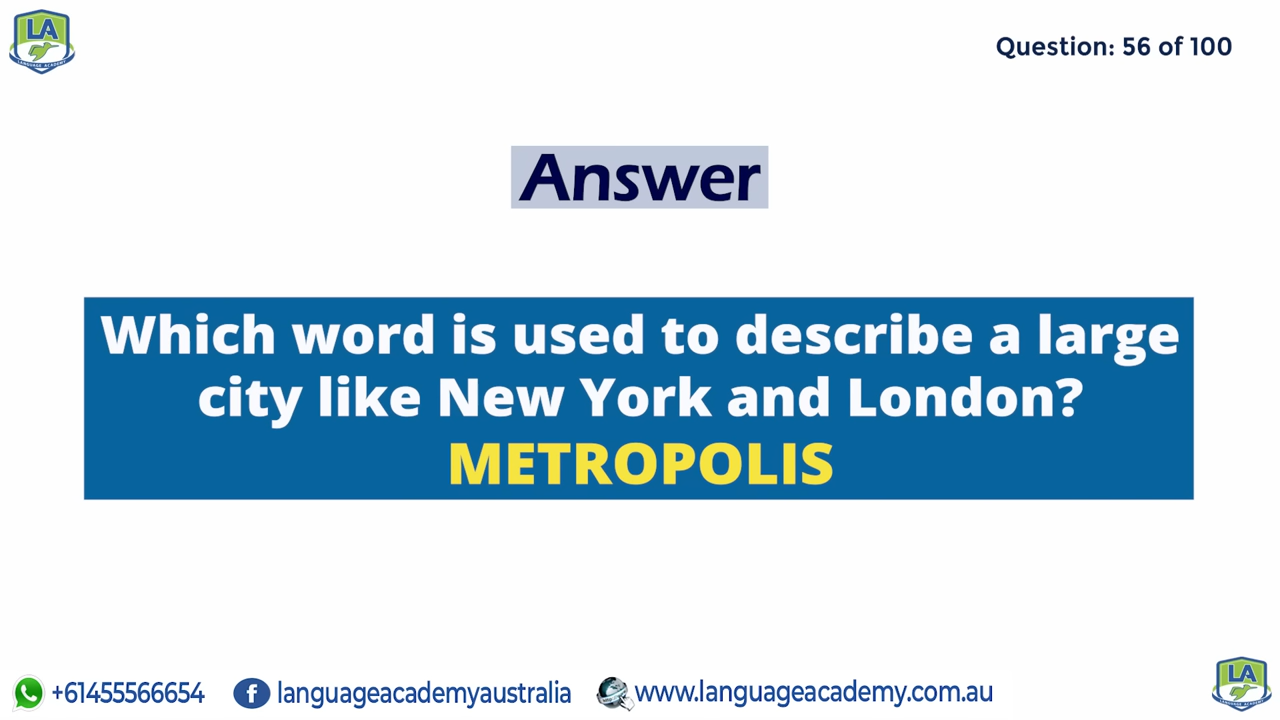 LA
LANGUAGE ACADEMY
Question: 56 of 100
Answer
Which word is used to describe a large
city like New York and London?
METROPOLIS
+61455566654
languageacademyaustralia
www.languageacademy.com.au
LA
LANGUAGE ACADEMY